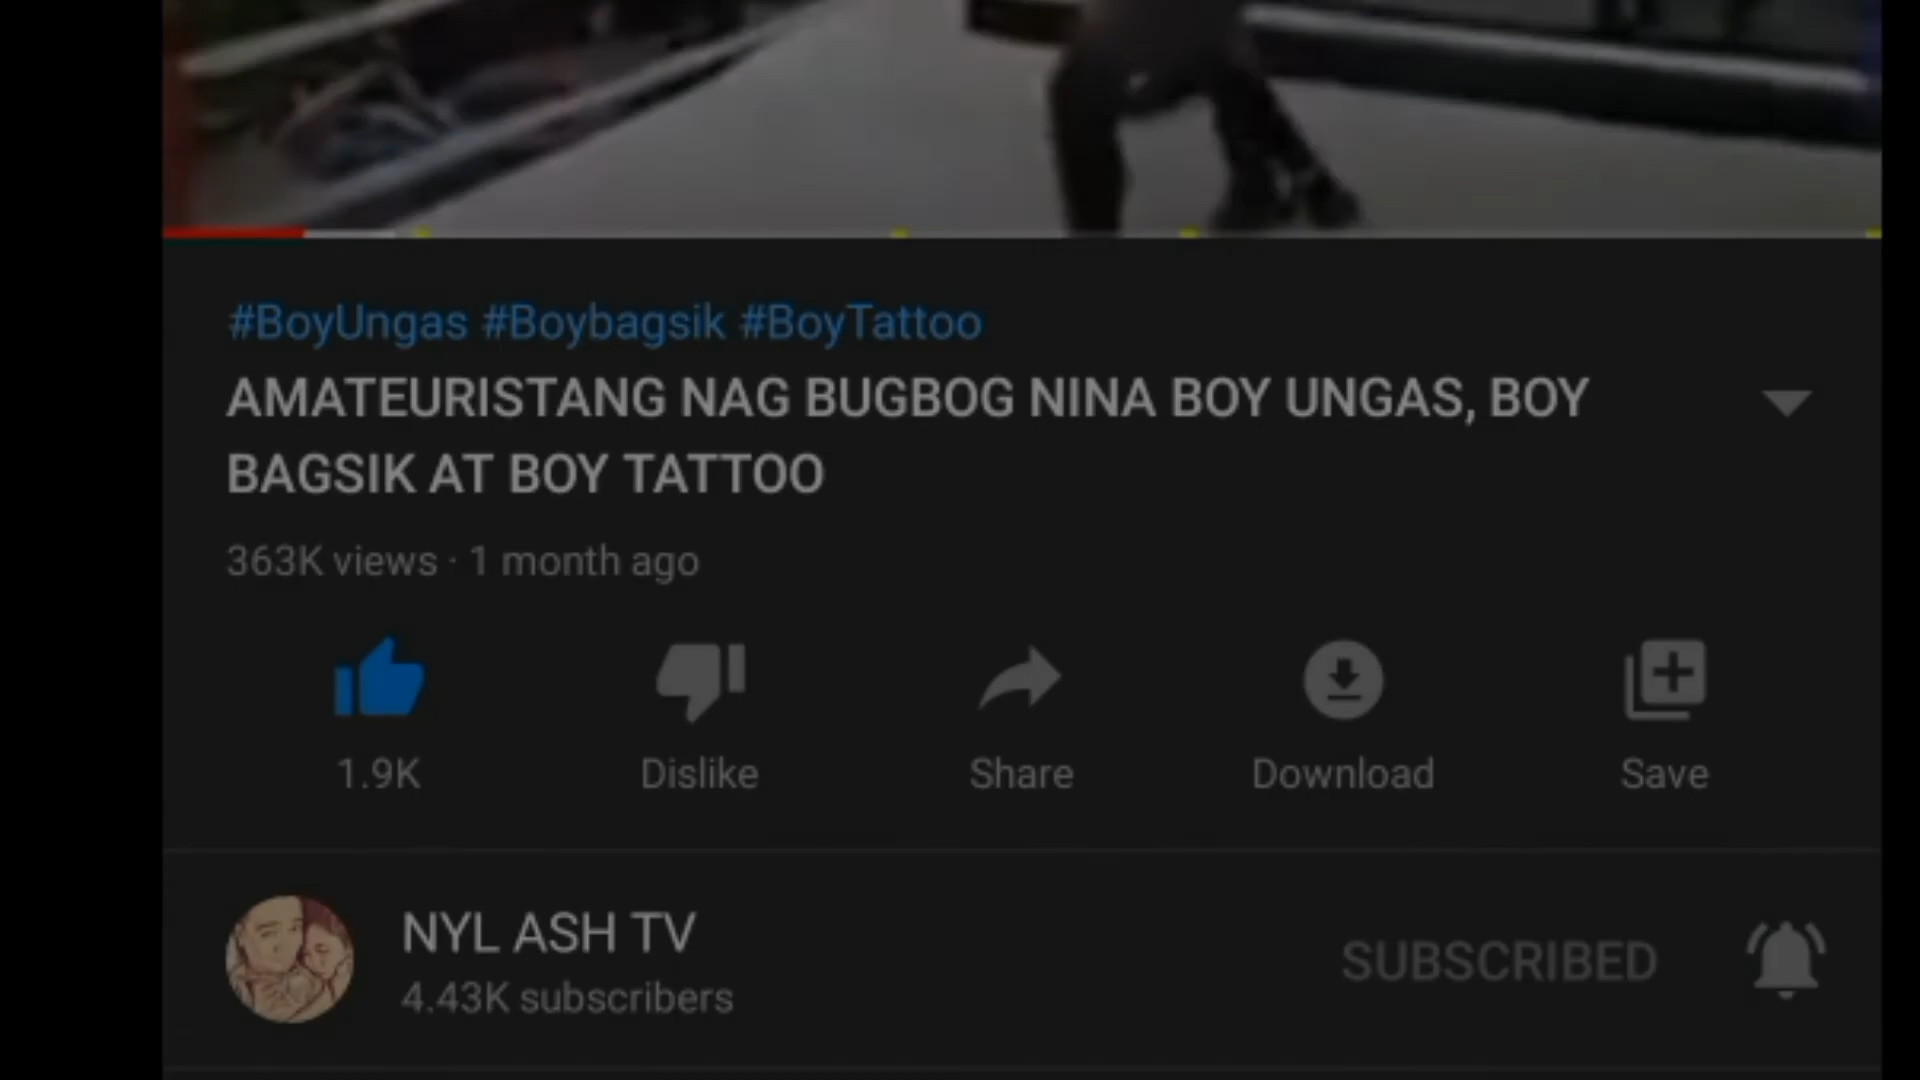 #BoyUngas #Boybagsik #BoyTattoo
AMATEURISTANG NAG BUGBOG NINA BOY UNGAS, BOY
BAGSIK AT BOY TATTOO
363K views · 1 month ago
1.9K
Dislike
Share
Download
Save
NYL ASH TV
4.43K subscribers
SUBSCRIBED